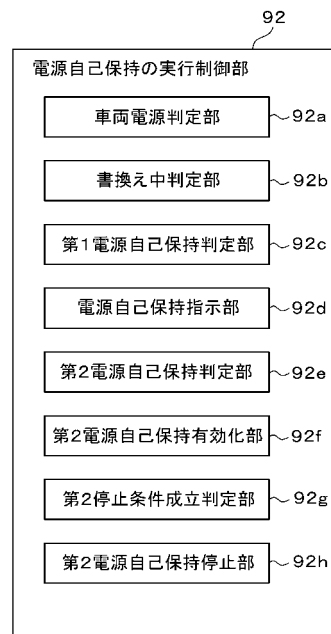 92
電源自己保持の実行制御部
車両電源判定部 92a
書換え中判定部 92b
第1電源自己保持判定部 92c
電源自己保持指示部 92d
第2電源自己保持判定部 92e
第2電源自己保持有効化部 92f
第2停止条件成立判定部 92g
第2電源自己保持停止部 92h